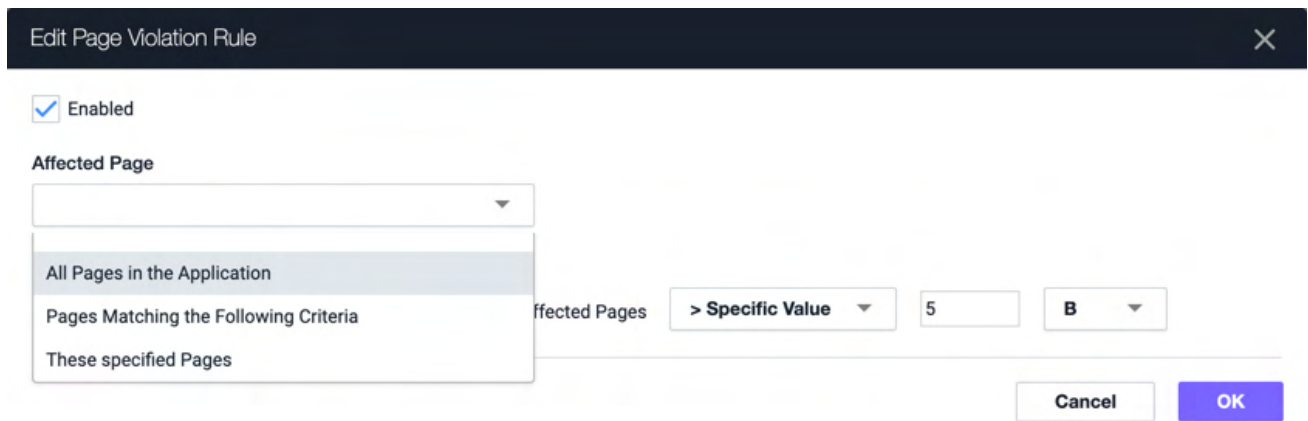 Edit Page Violation Rule
Enabled
Affected Page
All Pages in the Application
Pages Matching the Following Criteria
These specified Pages
ffected Pages > Specific Value 5 B
Cancel OK